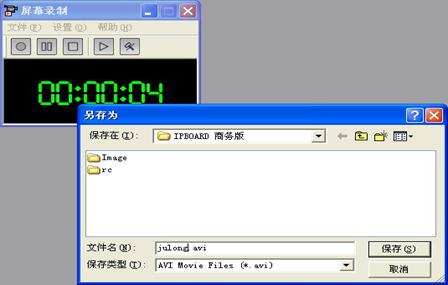 屏幕录制
文件(F) 设置(D) 帮助(H)
00:00:04
另存为
保存在(I): IPBOARD 商务版
Image
rc
文件名(N): julong.avi 保存(S)
保存类型(T): AVI Movie Files (*.avi) 取消